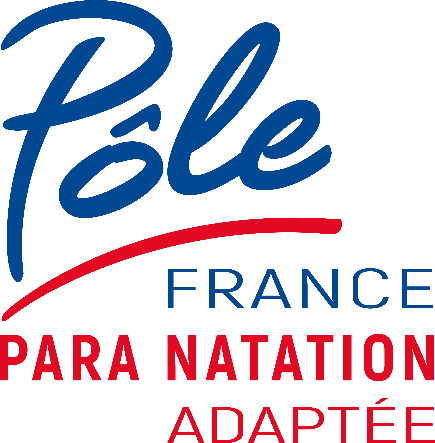 Pôle
FRANCE
PARA NATATION
ADAPTÉE